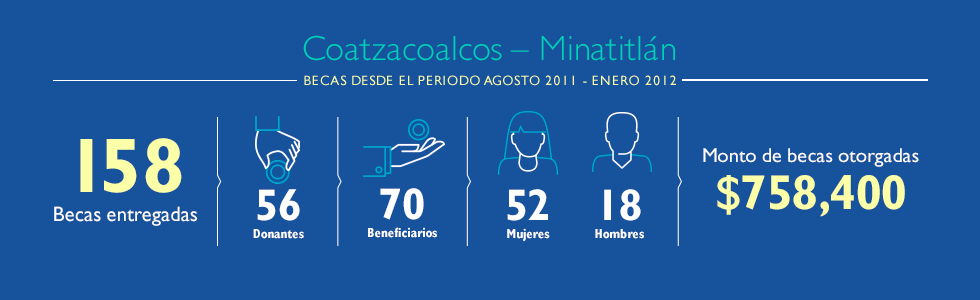 Coatzacoalcos – Minatitlán
BECAS DESDE EL PERIODO AGOSTO 2011 - ENERO 2012
158
Becas entregadas
56
Donantes
70
Beneficiarios
52
Mujeres
18
Hombres
Monto de becas otorgadas
$758,400